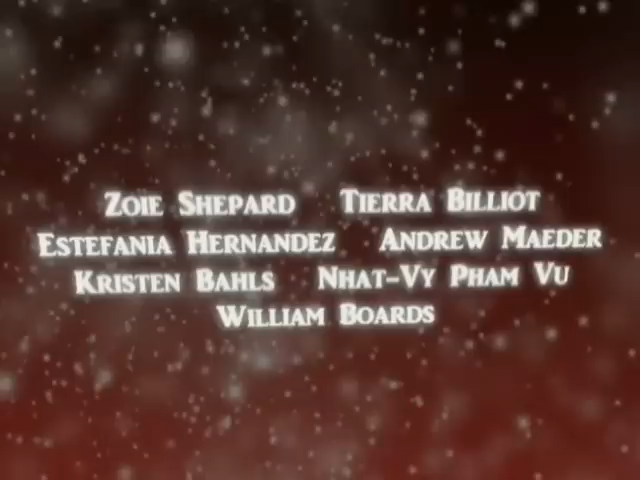 Zoie Shepard Tierra Billiot
Estefania Hernandez Andrew Maeder
Kristen Bahls Nhat-Vy Pham Vu
William Boards